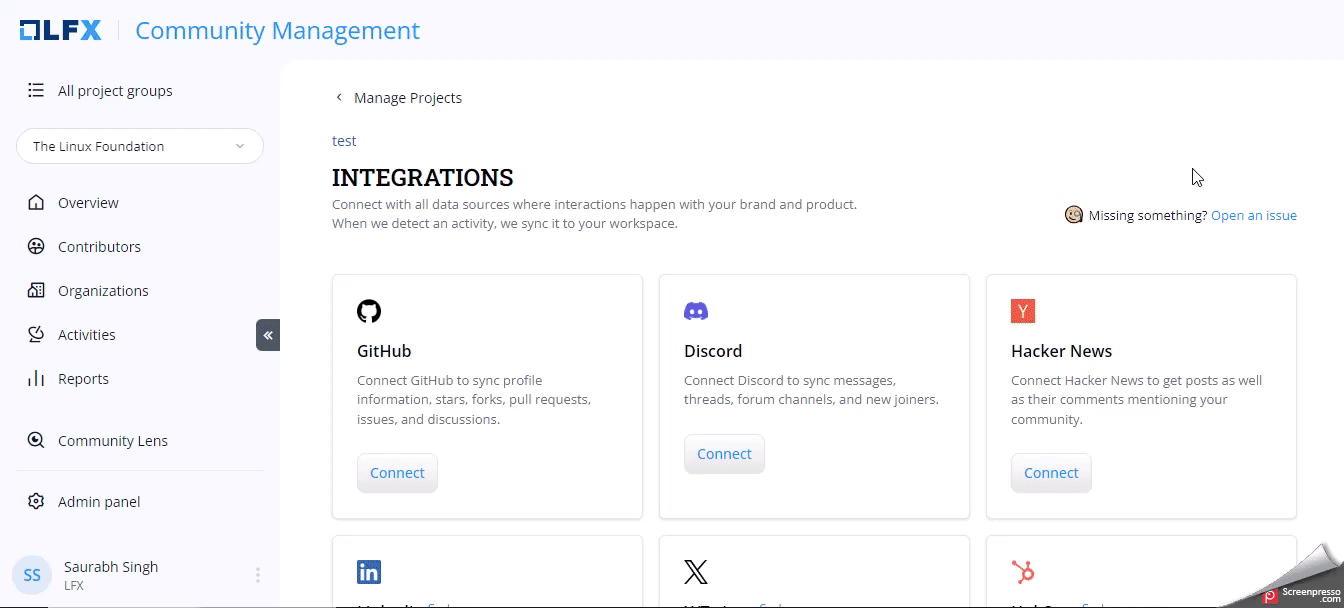 LFX
Community Management
All project groups
The Linux Foundation
Overview
Contributors
Organizations
Activities
Reports
Community Lens
Admin panel
SS
Saurabh Singh
LFX
Manage Projects
test
INTEGRATIONS
Connect with all data sources where interactions happen with your brand and product.
When we detect an activity, we sync it to your workspace.
Missing something? Open an issue
GitHub
Connect GitHub to sync profile
information, stars, forks, pull requests,
issues, and discussions.
Connect
Discord
Connect Discord to sync messages,
threads, forum channels, and new joiners.
Connect
Y
Hacker News
Connect Hacker News to get posts as well
as their comments mentioning your
community.
Connect
in
X
Screenpresso
.com